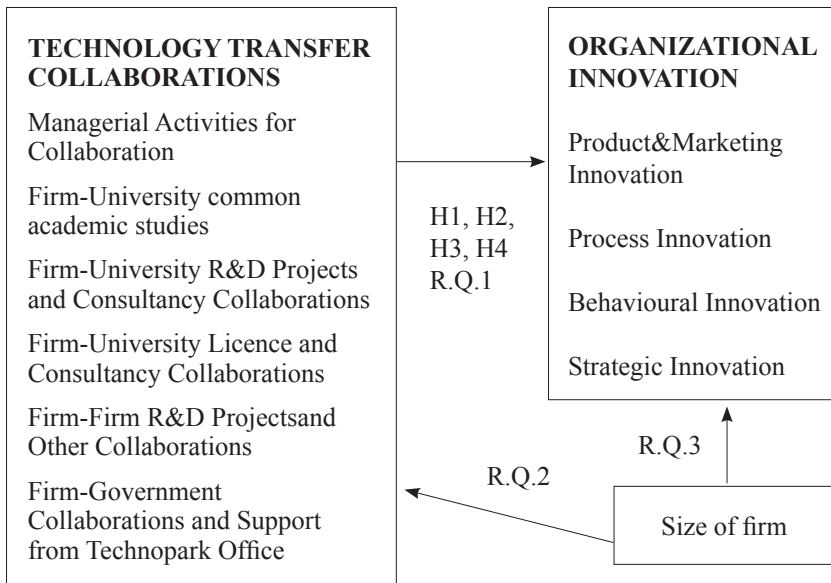 TECHNOLOGY TRANSFER
COLLABORATIONS
Managerial Activities for
Collaboration
Firm-University common
academic studies
Firm-University R&D Projects
and Consultancy Collaborations
Firm-University Licence and
Consultancy Collaborations
Firm-Firm R&D Projectsand
Other Collaborations
Firm-Government
Collaborations and Support
from Technopark Office
H1, H2,
H3, H4
R.Q.1
ORGANIZATIONAL
INNOVATION
Product&Marketing
Innovation
Process Innovation
Behavioural Innovation
Strategic Innovation
R.Q.2
R.Q.3
Size of firm